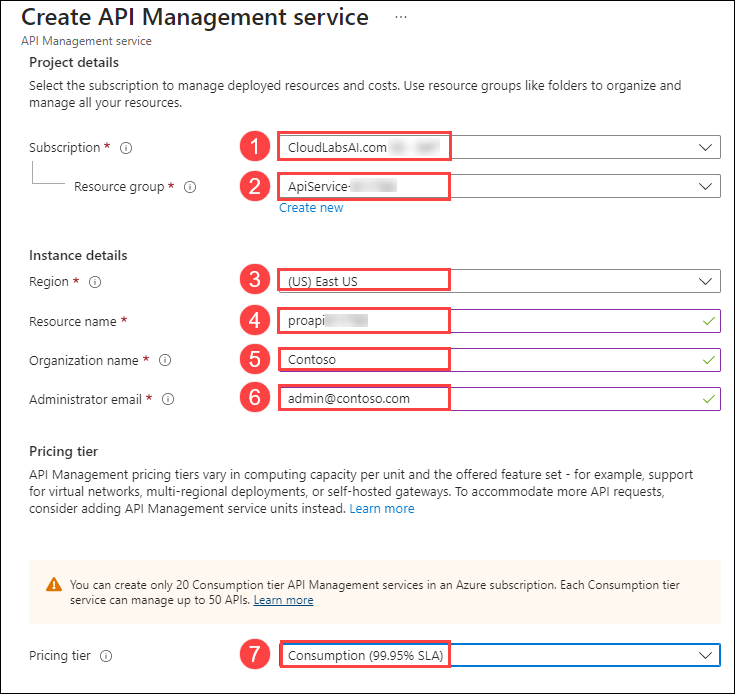 Create API Management service ...
API Management service
Project details
Select the subscription to manage deployed resources and costs. Use resource groups like folders to organize and
manage all your resources.
Subscription * 1 CloudLabsAI.com
Resource group * 2 ApiService-
Create new
Instance details
Region * 3 (US) East US
Resource name * 4 proapi
Organization name * 5 Contoso
Administrator email * 6 admin@contoso.com
Pricing tier
API Management pricing tiers vary in computing capacity per unit and the offered feature set - for example, support
for virtual networks, multi-regional deployments, or self-hosted gateways. To accommodate more API requests,
consider adding API Management service units instead. Learn more
You can create only 20 Consumption tier API Management services in an Azure subscription. Each Consumption tier
service can manage up to 50 APIs. Learn more
Pricing tier 7 Consumption (99.95% SLA)